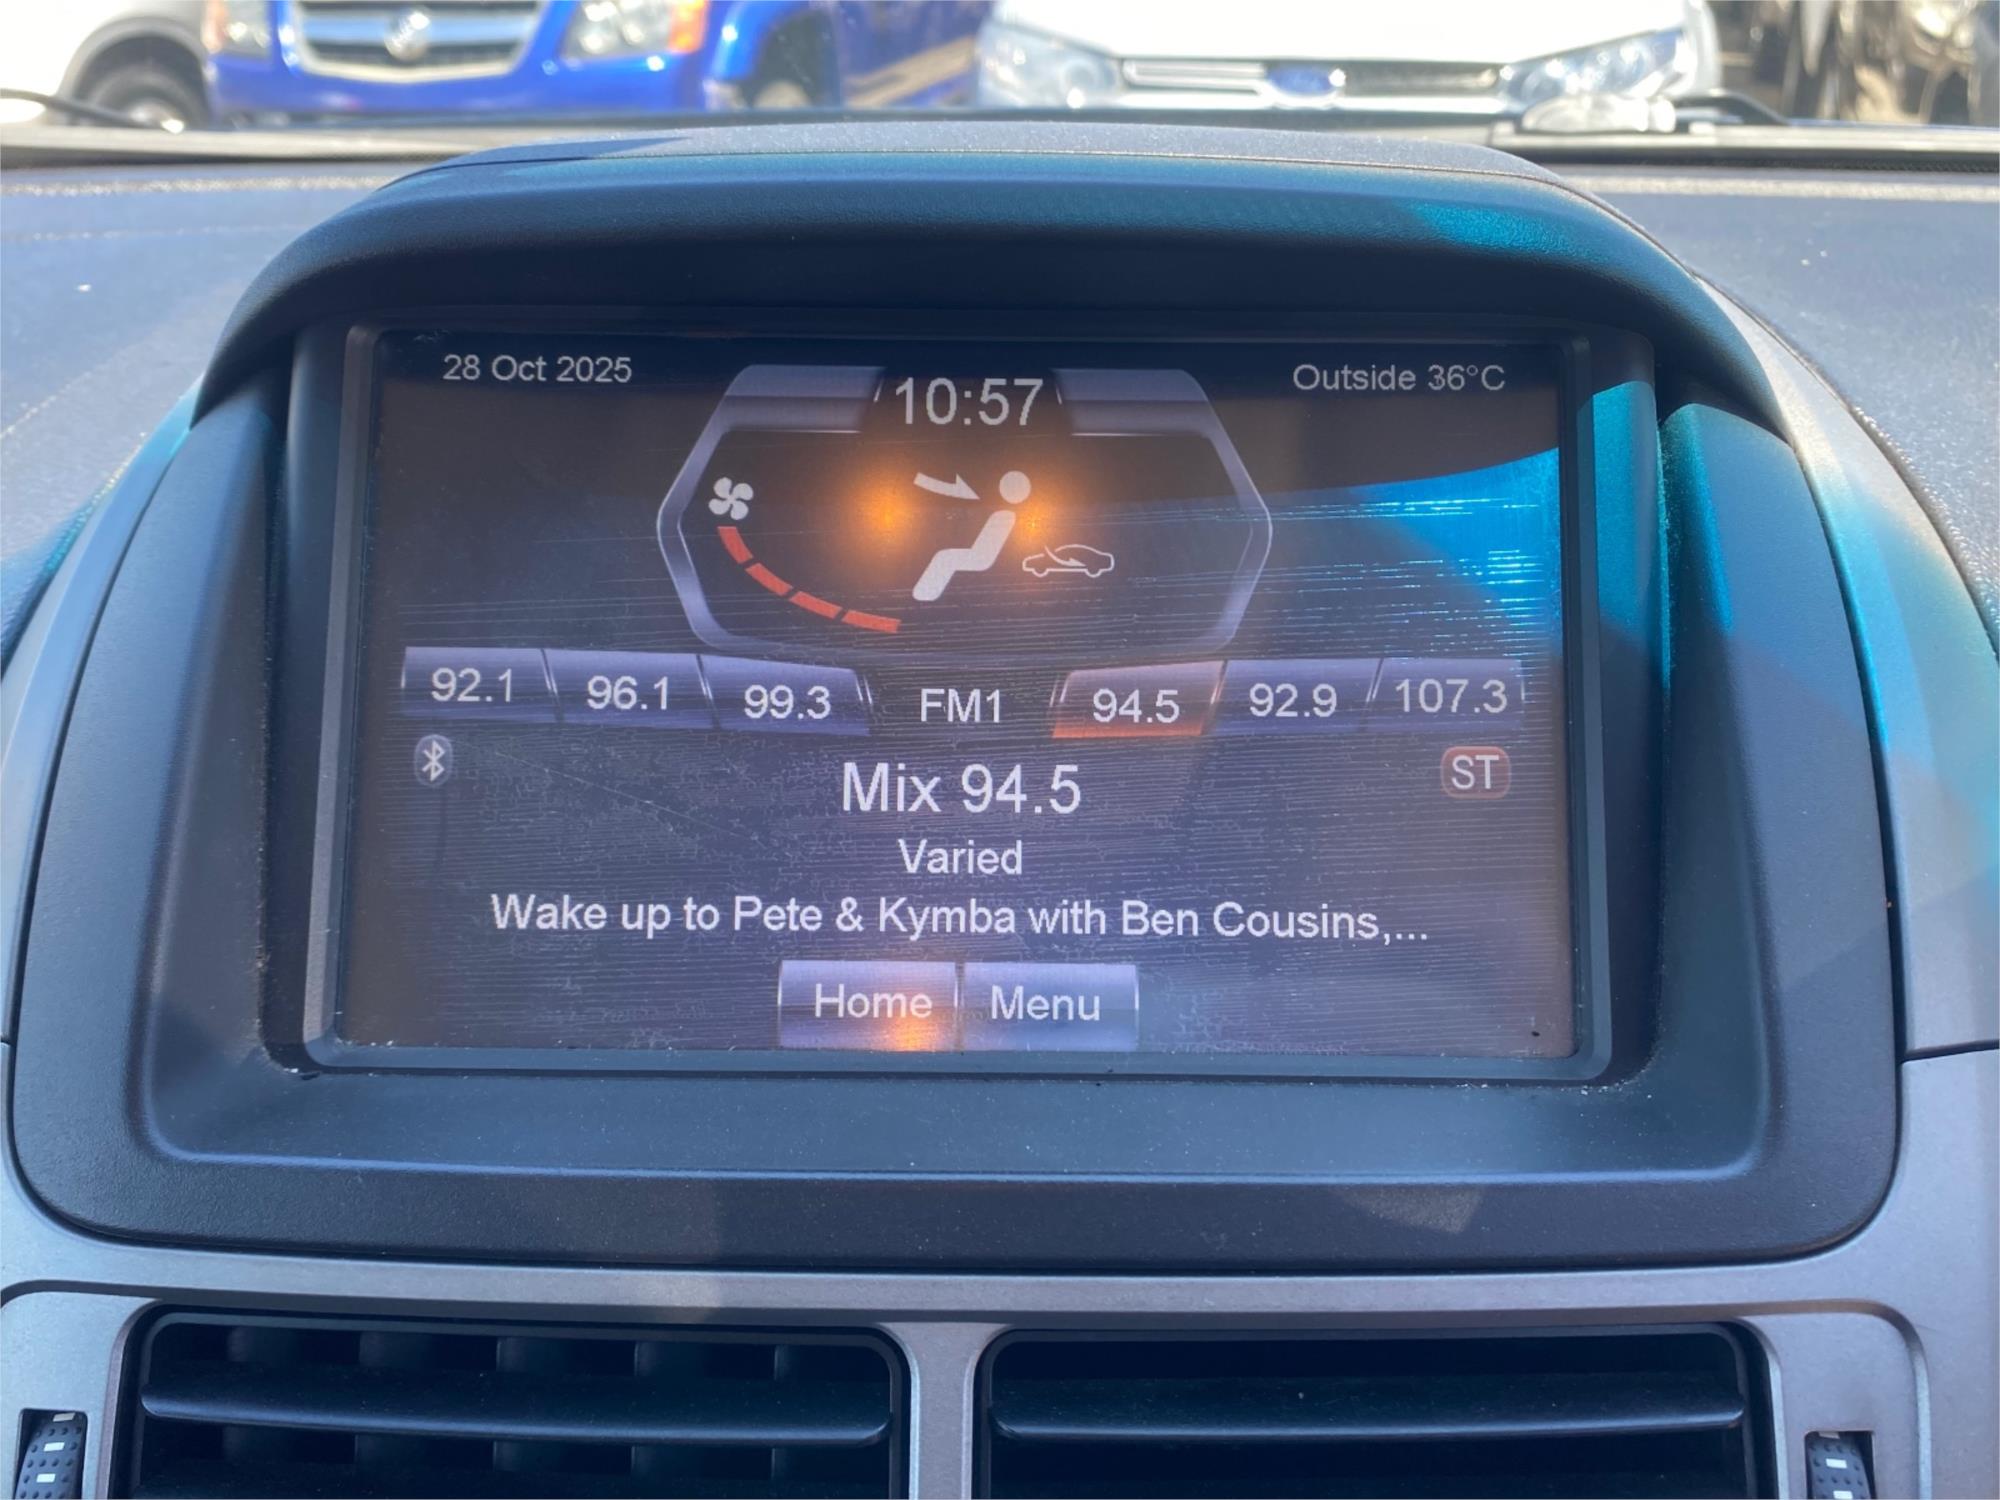 28 Oct 2025
10:57
Outside 36°C
92.1 96.1 99.3 FM1 94.5 92.9 107.3
ST
Mix 94.5
Varied
Wake up to Pete & Kymba with Ben Cousins,...
Home Menu